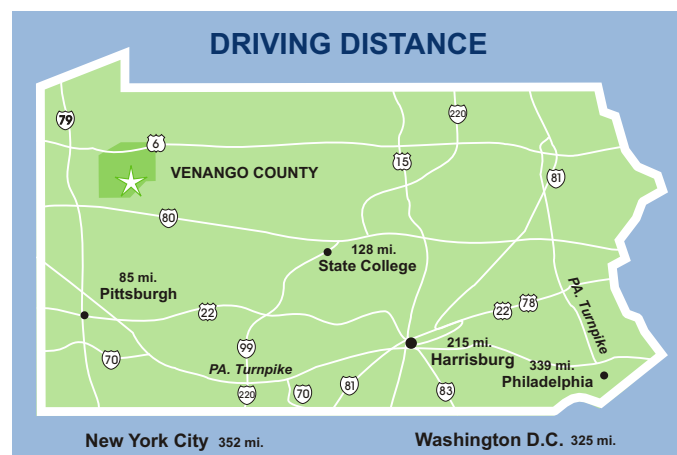 DRIVING DISTANCE
79
220
6
15
VENANGO COUNTY
81
80
128 mi.
State College
85 mi.
Pittsburgh
22
22
78
PA. Turnpike
70
99
PA. Turnpike
215 mi.
Harrisburg
339 mi.
Philadelphia
220
70
81
83
New York City 352 mi.
Washington D.C. 325 mi.